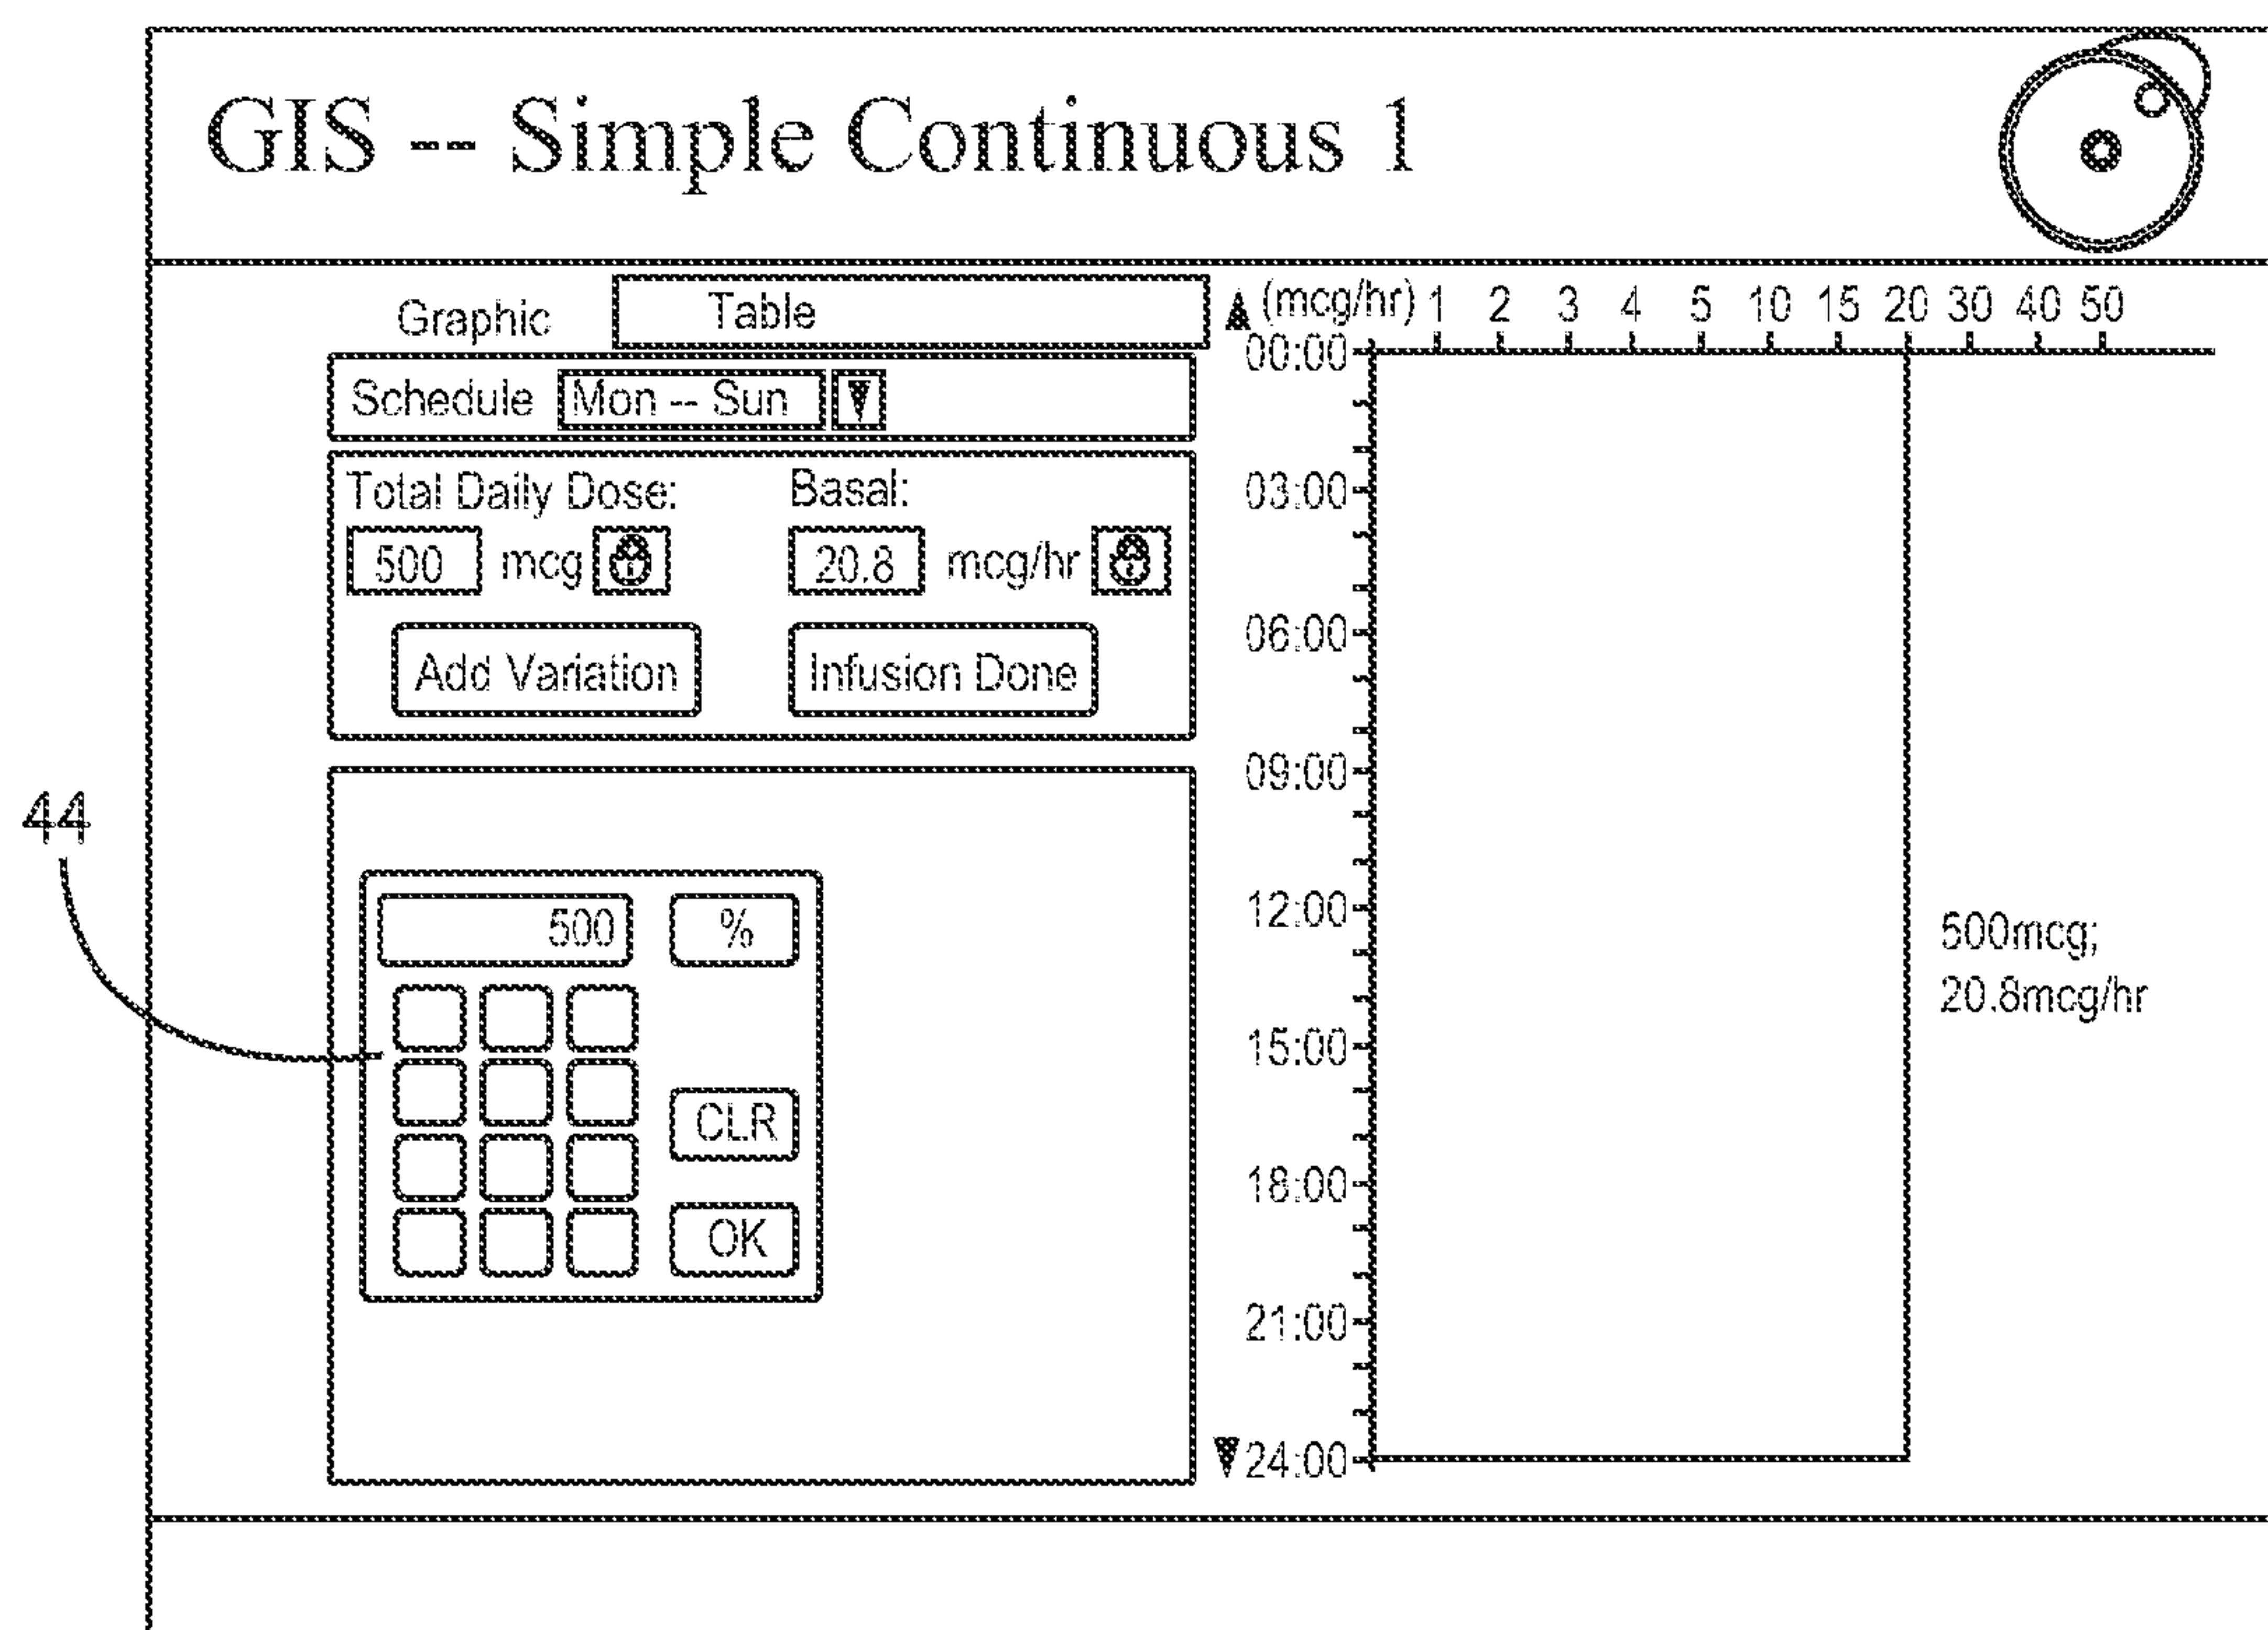 GIS -- Simple Continuous 1
Graphic Table
Schedule Mon -- Sun
Total Daily Dose: Basal:
500 mcg 20.8 mcg/hr
Add Variation Infusion Done
44
500 %
CLR
OK
(mcg/hr) 1 2 3 4 5 10 15 20 30 40 50
00:00
03:00
06:00
09:00
12:00
15:00
18:00
21:00
24:00
500mcg;
20.8mcg/hr